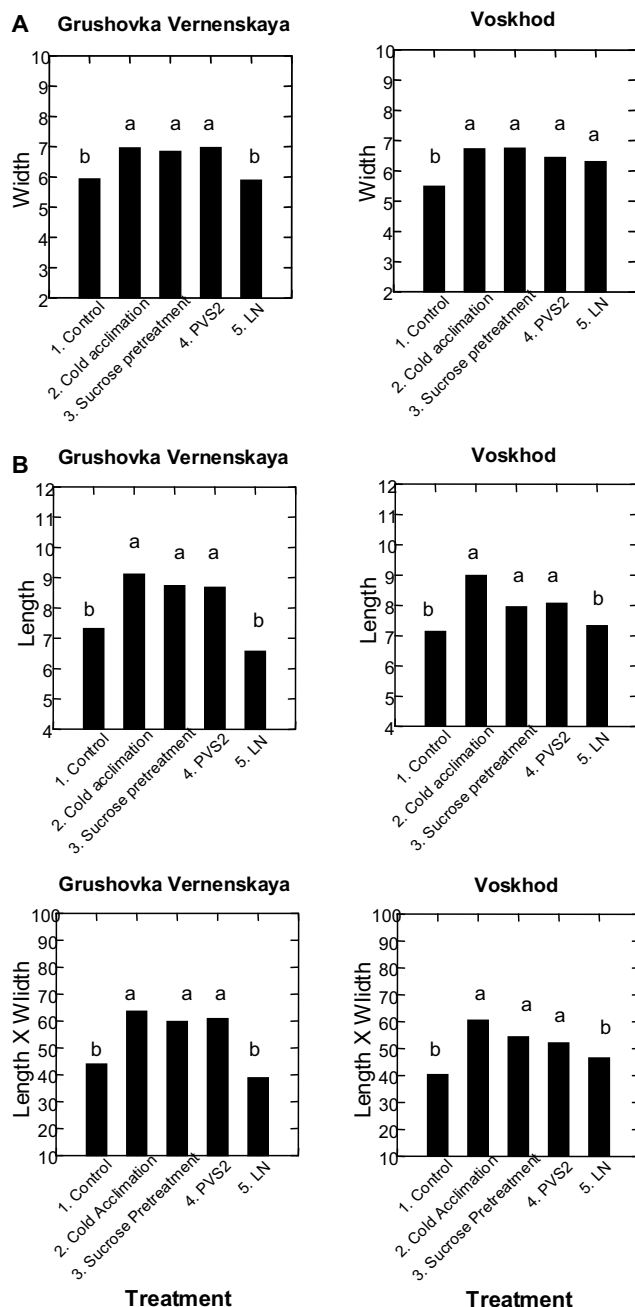 A
Grushovka Vernenskaya
Voskhod
10
9
8
7
6
5
4
3
2
Width
b
a
a
a
b
1. Control
2. Cold acclimation
3. Sucrose pretreatment
4. PVS2
5. LN
10
9
8
7
6
5
4
3
2
Width
b
a
a
a
a
1. Control
2. Cold acclimation
3. Sucrose pretreatment
4. PVS2
5. LN
B
Grushovka Vernenskaya
Voskhod
12
11
10
9
8
7
6
5
4
Length
b
a
a
a
b
1. Control
2. Cold acclimation
3. Sucrose pretreatment
4. PVS2
5. LN
12
11
10
9
8
7
6
5
4
Length
b
a
a
a
b
1. Control
2. Cold acclimation
3. Sucrose pretreatment
4. PVS2
5. LN
Grushovka Vernenskaya
Voskhod
100
90
80
70
60
50
40
30
20
10
Length X Wlidth
b
a
a
a
b
1. Control
2. Cold Acclimation
3. Sucrose Pretreatment
4. PVS2
5. LN
Treatment
100
90
80
70
60
50
40
30
20
10
Length X Wlidth
b
a
a
a
b
1. Control
2. Cold Acclimation
3. Sucrose Pretreatment
4. PVS2
5. LN
Treatment